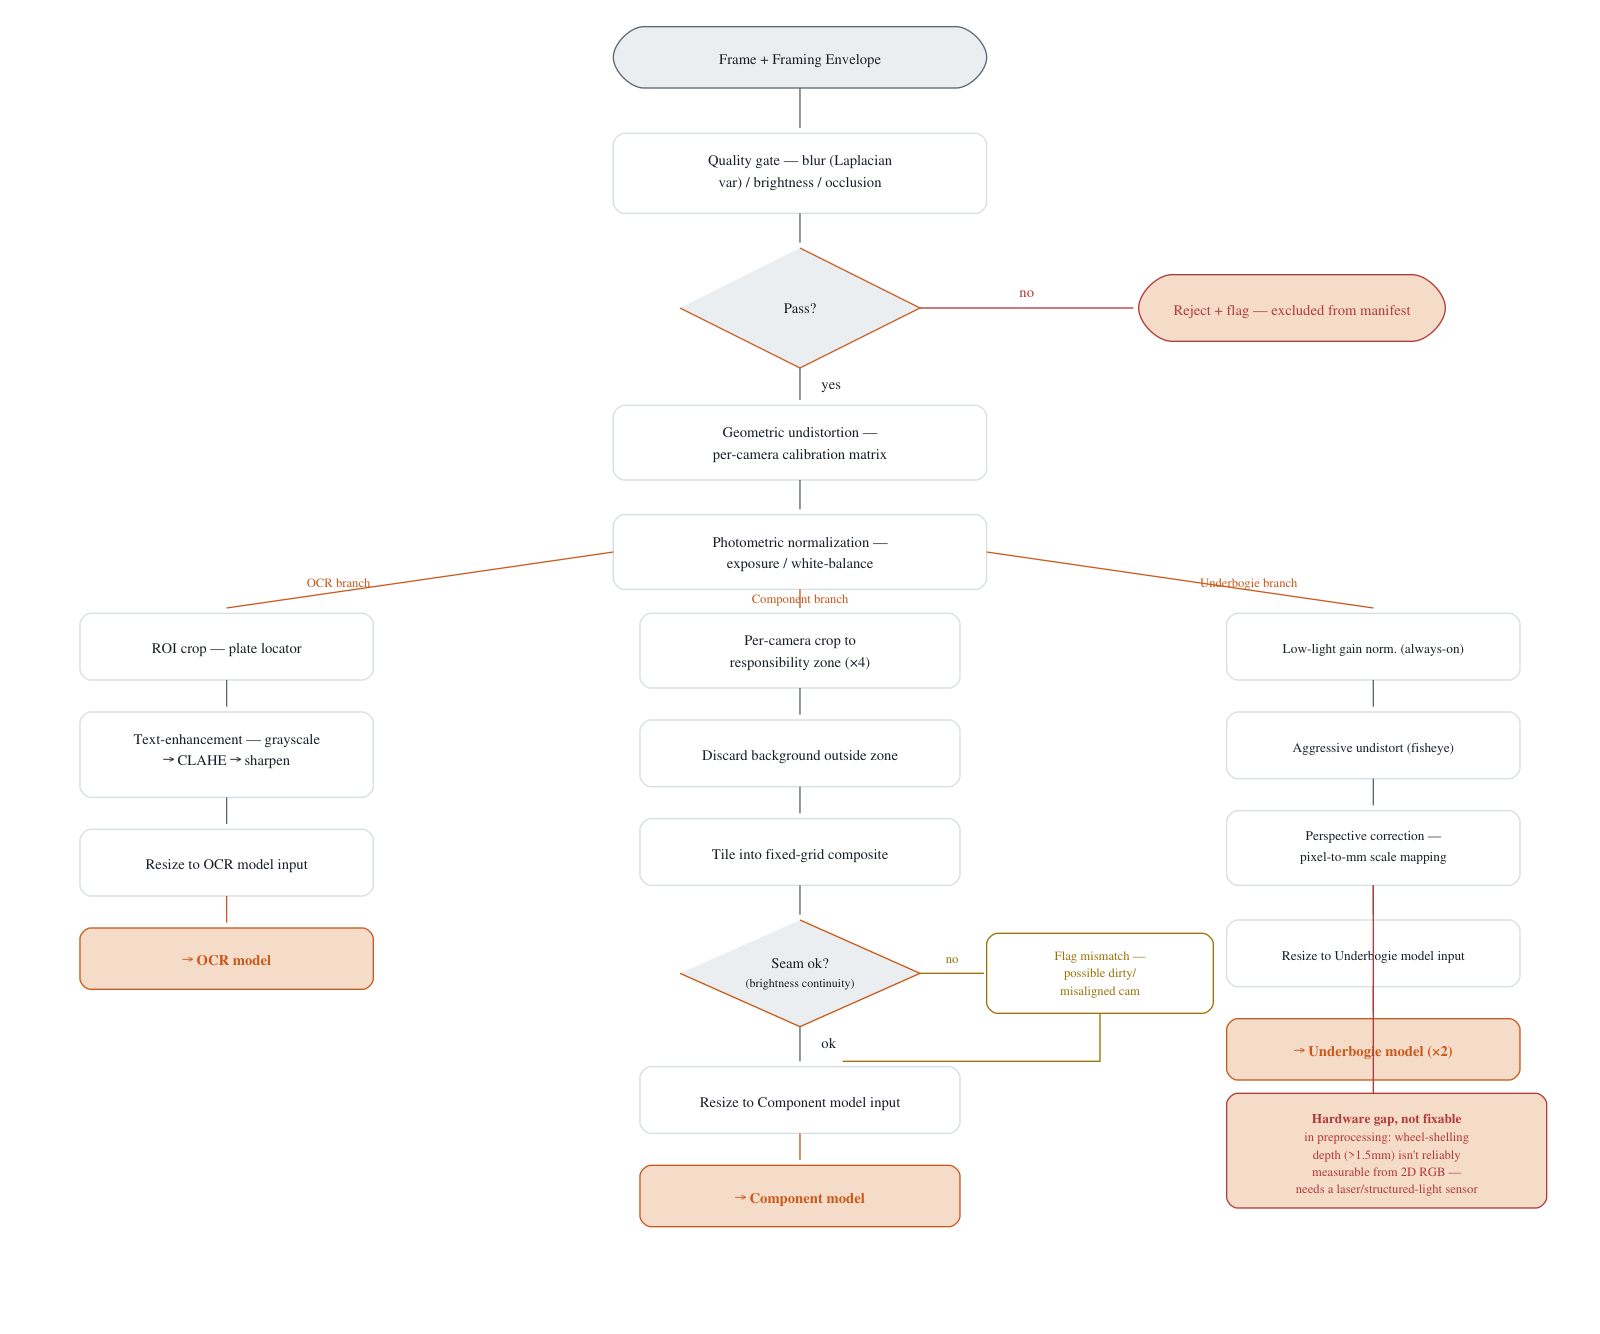 Frame + Framing Envelope
Quality gate — blur (Laplacian
var) / brightness / occlusion
Pass?
no
Reject + flag — excluded from manifest
yes
Geometric undistortion —
per-camera calibration matrix
Photometric normalization —
exposure / white-balance
OCR branch
Component branch
Underbogie branch
ROI crop — plate locator
Text-enhancement — grayscale
→ CLAHE → sharpen
Resize to OCR model input
→ OCR model
Per-camera crop to
responsibility zone (×4)
Discard background outside zone
Tile into fixed-grid composite
Seam ok?
(brightness continuity)
no
Flag mismatch —
possible dirty/
misaligned cam
ok
Resize to Component model input
→ Component model
Low-light gain norm. (always-on)
Aggressive undistort (fisheye)
Perspective correction —
pixel-to-mm scale mapping
Resize to Underbogie model input
→ Underbogie model (×2)
Hardware gap, not fixable
in preprocessing: wheel-shelling
depth (>1.5mm) isn't reliably
measurable from 2D RGB —
needs a laser/structured-light sensor